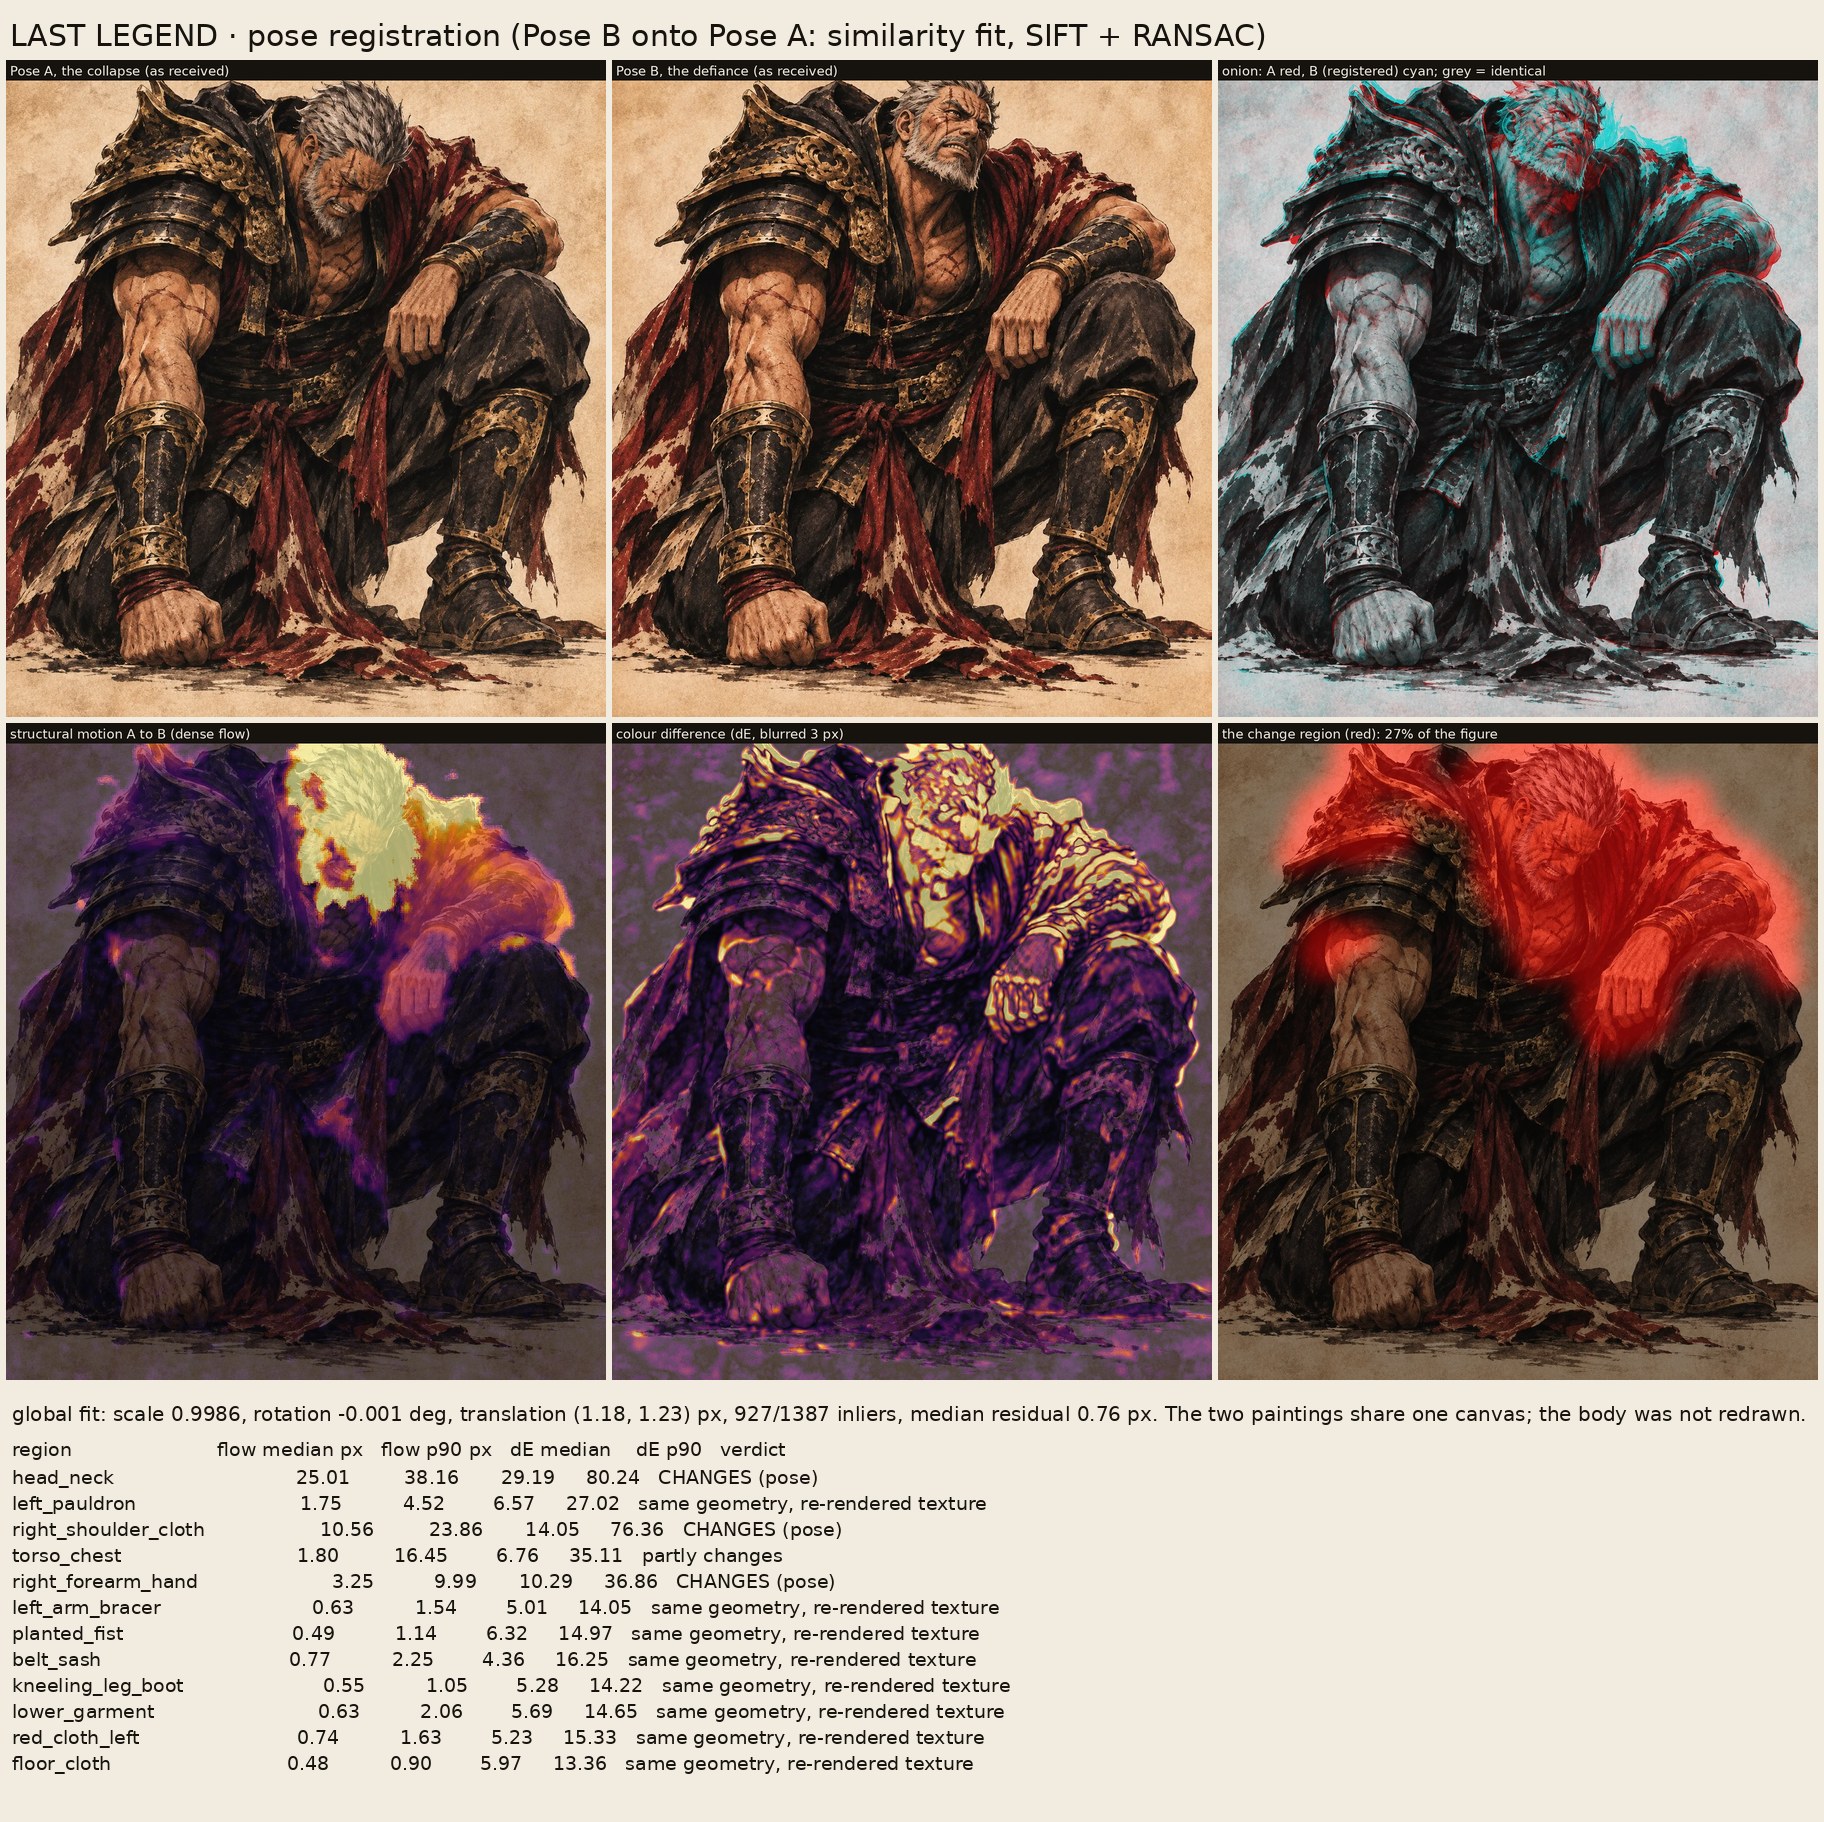 LAST LEGEND · pose registration (Pose B onto Pose A: similarity fit, SIFT + RANSAC)
Pose A, the collapse (as received)
Pose B, the defiance (as received)
onion: A red, B (registered) cyan; grey = identical
structural motion A to B (dense flow)
colour difference (dE, blurred 3 px)
the change region (red): 27% of the figure
global fit: scale 0.9986, rotation -0.001 deg, translation (1.18, 1.23) px, 927/1387 inliers, median residual 0.76 px. The two paintings share one canvas; the body was not redrawn.
region flow median px flow p90 px dE median dE p90 verdict
head_neck 25.01 38.16 29.19 80.24 CHANGES (pose)
left_pauldron 1.75 4.52 6.57 27.02 same geometry, re-rendered texture
right_shoulder_cloth 10.56 23.86 14.05 76.36 CHANGES (pose)
torso_chest 1.80 16.45 6.76 35.11 partly changes
right_forearm_hand 3.25 9.99 10.29 36.86 CHANGES (pose)
left_arm_bracer 0.63 1.54 5.01 14.05 same geometry, re-rendered texture
planted_fist 0.49 1.14 6.32 14.97 same geometry, re-rendered texture
belt_sash 0.77 2.25 4.36 16.25 same geometry, re-rendered texture
kneeling_leg_boot 0.55 1.05 5.28 14.22 same geometry, re-rendered texture
lower_garment 0.63 2.06 5.69 14.65 same geometry, re-rendered texture
red_cloth_left 0.74 1.63 5.23 15.33 same geometry, re-rendered texture
floor_cloth 0.48 0.90 5.97 13.36 same geometry, re-rendered texture